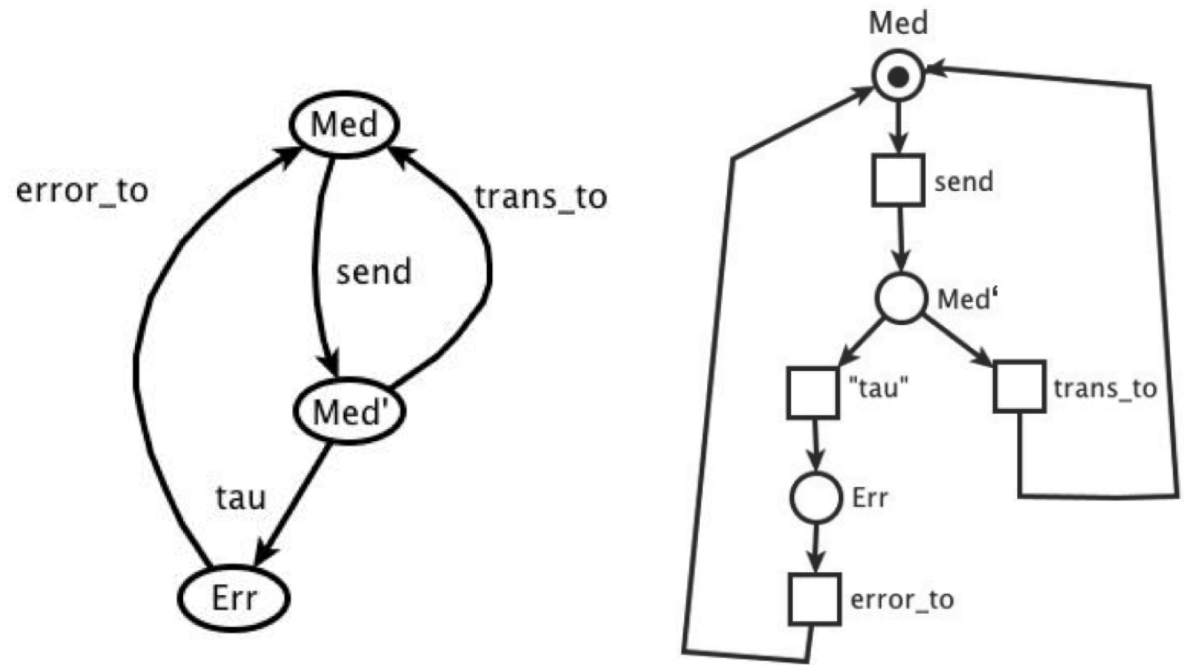 Med
error_to
trans_to
send
Med'
tau
Err
Med
send
Med‘
"tau"
trans_to
Err
error_to